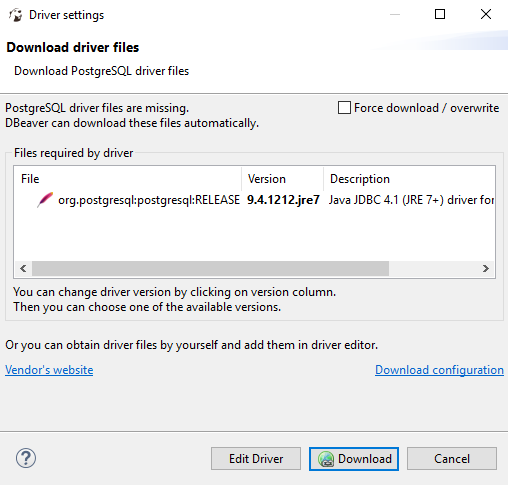 Driver settings
Download driver files
Download PostgreSQL driver files
PostgreSQL driver files are missing.
Force download / overwrite
DBeaver can download these files automatically.
Files required by driver
File Version Description
org.postgresql:postgresql:RELEASE 9.4.1212.jre7 Java JDBC 4.1 (JRE 7+) driver for
You can change driver version by clicking on version column.
Then you can choose one of the available versions.
Or you can obtain driver files by yourself and add them in driver editor.
Vendor's website Download configuration
? Edit Driver Download Cancel